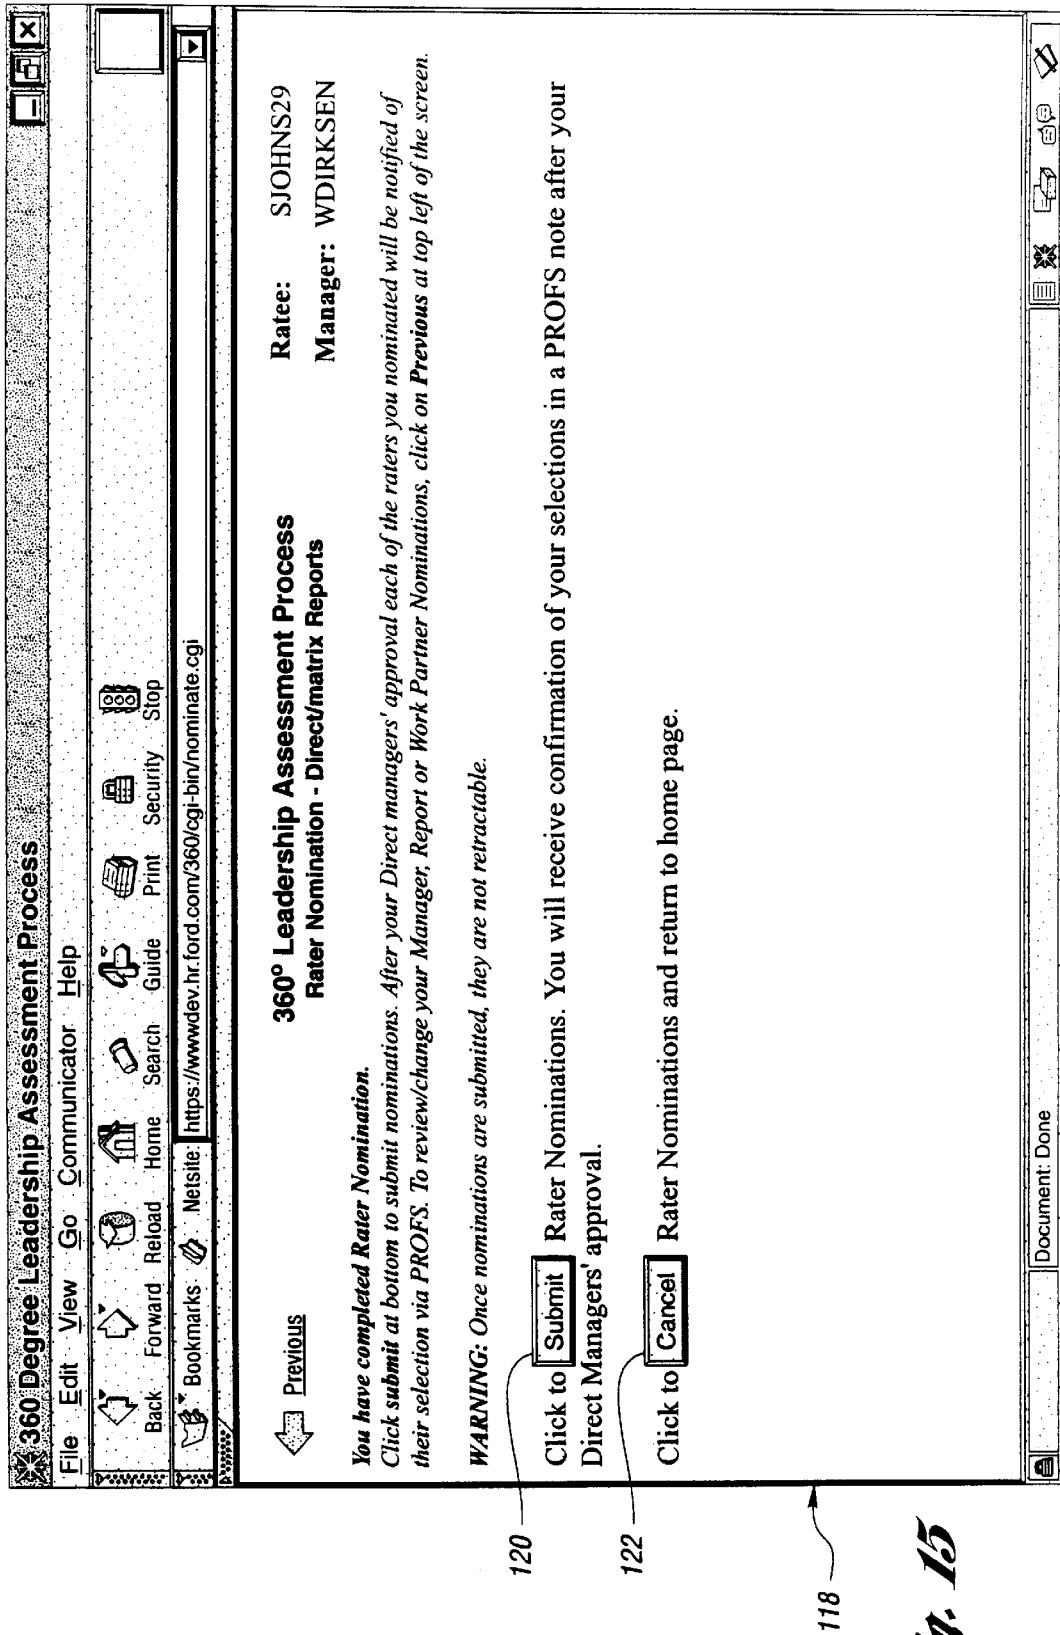 360 Degree Leadership Assessment Process
File Edit View Go Communicator Help
Back Forward Reload Home Search Guide Print Security Stop
Bookmarks Netsite: https://wwwdev.hr.ford.com/360/cgi-bin/nominate.cgi
Previous
360º Leadership Assessment Process
Rater Nomination - Direct/matrix Reports
Ratee: SJOHNS29
Manager: WDIRKSEN
You have completed Rater Nomination.
Click submit at bottom to submit nominations. After your Direct managers' approval each of the raters you nominated will be notified of
their selection via PROFS. To review/change your Manager, Report or Work Partner Nominations, click on Previous at top left of the screen.
WARNING: Once nominations are submitted, they are not retractable.
120
Click to Submit Rater Nominations. You will receive confirmation of your selections in a PROFS note after your
Direct Managers' approval.
122
Click to Cancel Rater Nominations and return to home page.
118
Document: Done
15